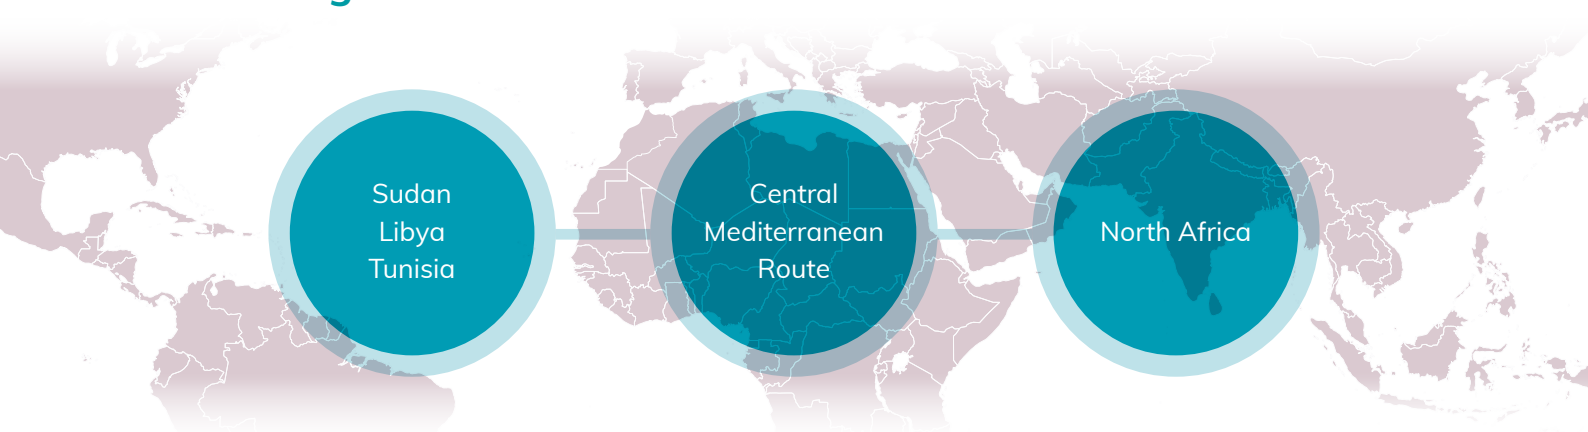 Sudan
Libya
Tunisia
Central
Mediterranean
Route
North Africa